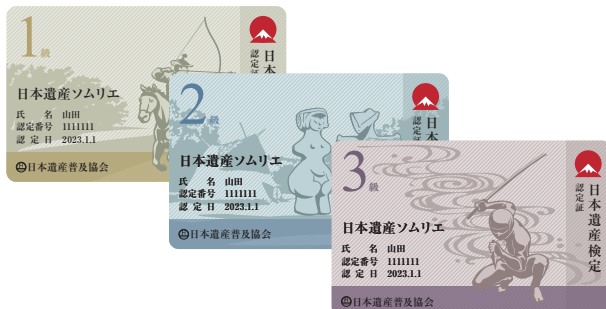 1級
日本遺産ソムリエ
氏 名 山田
認定番号 1111111
認 定 日 2023.1.1
日本遺産普及協会
日本
認定証
2級
日本遺産ソムリエ
氏 名 山田
認定番号 1111111
認 定 日 2023.1.1
日本遺産普及協会
日本
認定
3級
日本遺産ソムリエ
氏 名 山田
認定番号 1111111
認 定 日 2023.1.1
日本遺産普及協会
日本遺産検定
認定証